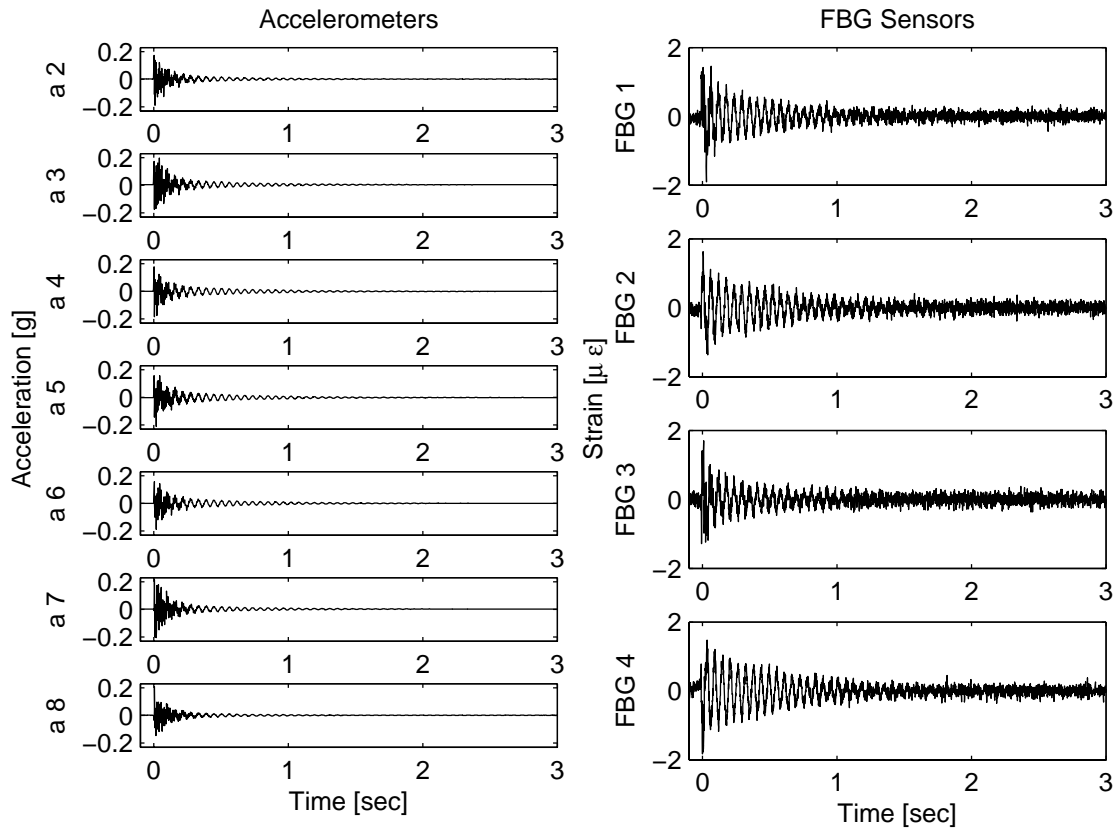 Accelerometers
a 2
0.2
0
−0.2
0 1 2 3
a 3
0.2
0
−0.2
0 1 2 3
a 4
0.2
0
−0.2
0 1 2 3
Acceleration [g]
a 5
0.2
0
−0.2
0 1 2 3
a 6
0.2
0
−0.2
0 1 2 3
a 7
0.2
0
−0.2
0 1 2 3
a 8
0.2
0
−0.2
0 1 2 3
Time [sec]
FBG Sensors
FBG 1
2
0
−2
0 1 2 3
FBG 2
2
0
−2
0 1 2 3
Strain [μ ε]
FBG 3
2
0
−2
0 1 2 3
FBG 4
2
0
−2
0 1 2 3
Time [sec]